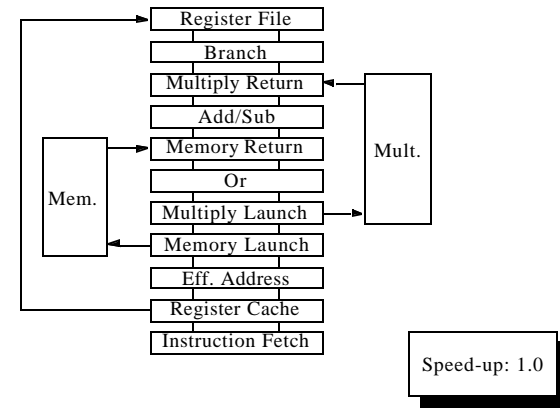 Register File
Branch
Multiply Return
Add/Sub
Memory Return
Mult.
Or
Mem.
Multiply Launch
Memory Launch
Eff. Address
Register Cache
Instruction Fetch
Speed-up: 1.0